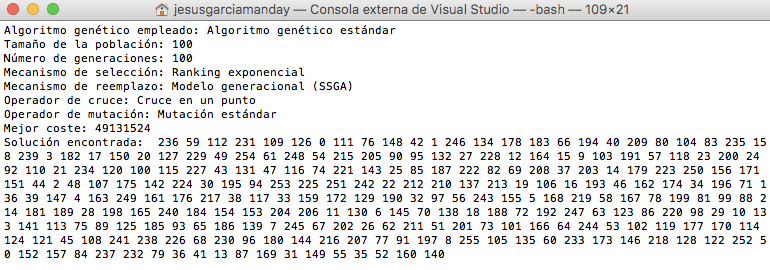 jesusgarciamanday — Consola externa de Visual Studio — -bash — 109×21
Algoritmo genético empleado: Algoritmo genético estándar
Tamaño de la población: 100
Número de generaciones: 100
Mecanismo de selección: Ranking exponencial
Mecanismo de reemplazo: Modelo generacional (SSGA)
Operador de cruce: Cruce en un punto
Operador de mutación: Mutación estándar
Mejor coste: 49131524
Solución encontrada:  236 59 112 231 109 126 0 111 76 148 42 1 246 134 178 183 66 194 40 209 80 104 83 235 15
8 239 3 182 17 150 20 127 229 49 254 61 248 54 215 205 90 95 132 27 228 12 164 15 9 103 191 57 118 23 200 24
92 110 21 234 120 100 115 227 43 131 47 116 74 221 143 25 85 187 222 82 69 208 37 203 14 179 223 250 156 171
151 44 2 48 107 175 142 224 30 195 94 253 225 251 242 22 212 210 137 213 19 106 16 193 46 162 174 34 196 71 1
36 39 147 4 163 249 161 176 217 38 117 33 159 172 129 190 32 97 56 243 155 5 168 219 58 167 78 199 81 99 88 2
14 181 189 28 198 165 240 184 154 153 204 206 11 130 6 145 70 138 18 188 72 192 247 63 123 86 220 98 29 10 13
3 141 113 75 89 125 185 93 65 186 139 7 245 67 202 26 62 211 51 201 73 101 166 64 244 53 102 119 177 170 114
124 121 45 108 241 238 226 68 230 96 180 144 216 207 77 91 197 8 255 105 135 60 233 173 146 218 128 122 252 5
0 152 157 84 237 232 79 36 41 13 87 169 31 149 55 35 52 160 140